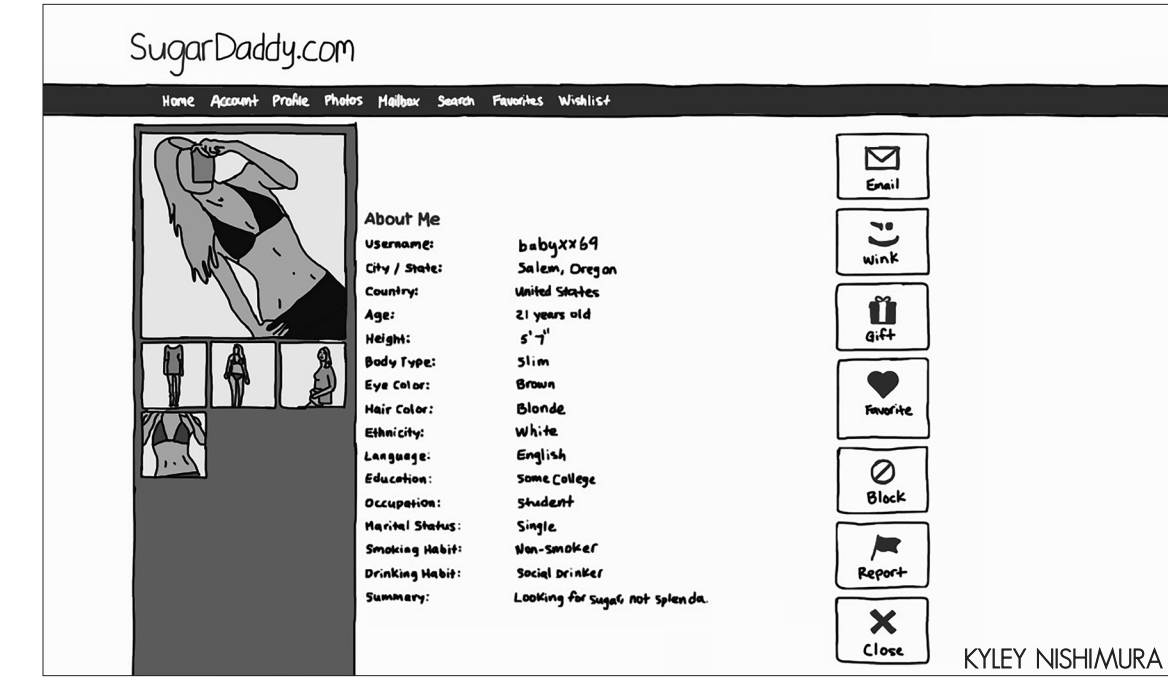 SugarDaddy.com
Home Account Profile Photos Mailbox Search Favorites Wishlist
About Me
Username: babyxx69
City / State: Salem, Oregon
Country: United States
Age: 21 years old
Height: 5'7"
Body Type: Slim
Eye Color: Brown
Hair Color: Blonde
Ethnicity: White
Language: English
Education: Some College
Occupation: Student
Marital Status: Single
Smoking Habit: Non-smoker
Drinking Habit: Social Drinker
Summary: Looking for sugar, not splenda.
Email
Wink
Gift
Favorite
Block
Report
Close
KYLEY NISHIMURA